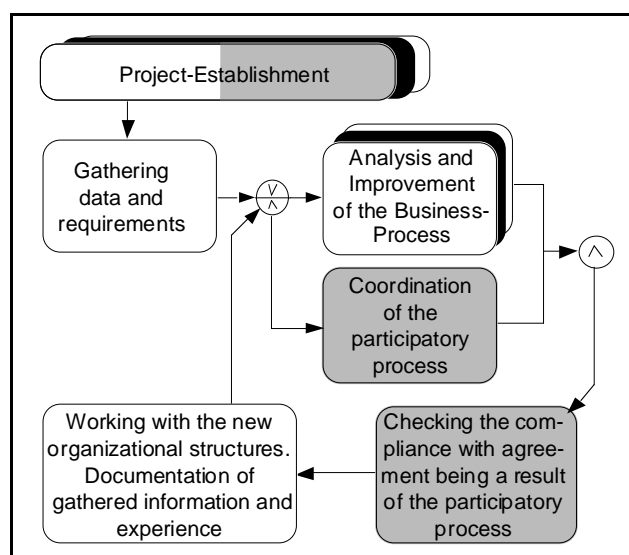 Project-Establishment
Gathering
data and
requirements
∨
∧
Analysis and
Improvement
of the Business-
Process
∧
Coordination
of the
participatory
process
Working with the new
organizational structures.
Documentation of
gathered information and
experience
Checking the com-
pliance with agree-
ment being a result
of the participatory
process